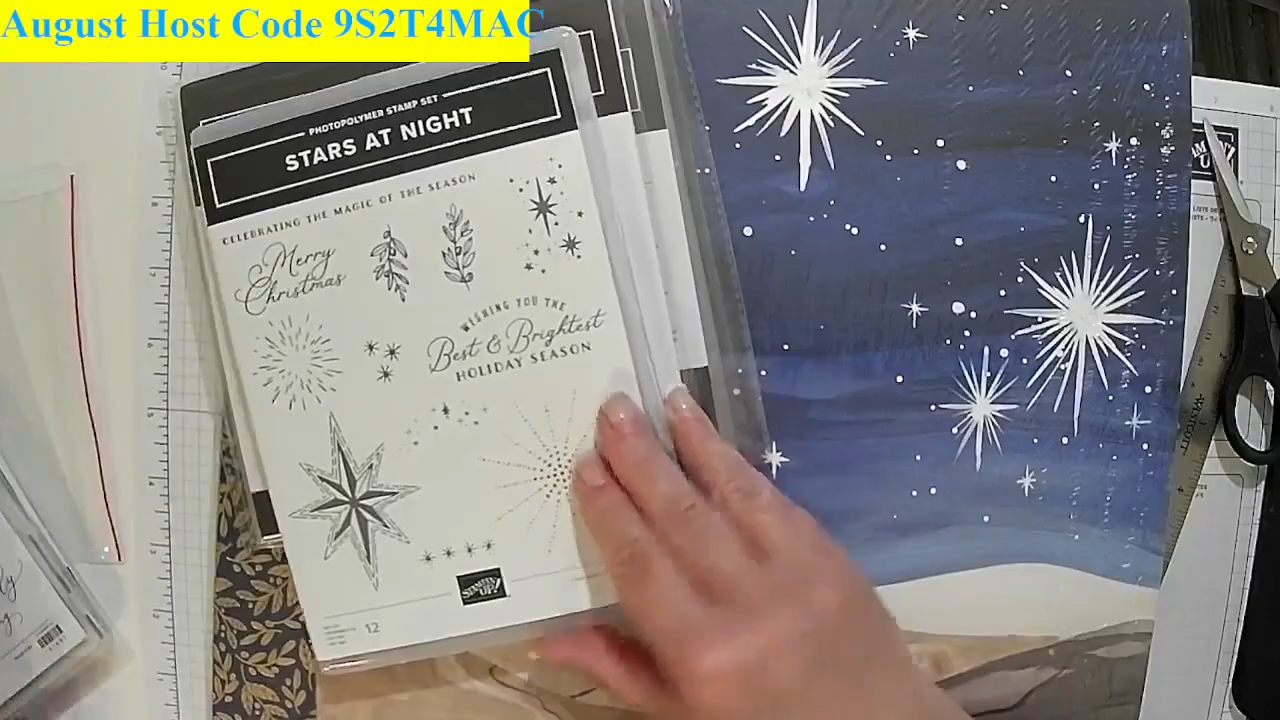 August Host Code 9S2T4MAC
PHOTOPOLYMER STAMP SET
STARS AT NIGHT
CELEBRATING THE MAGIC OF THE SEASON
Merry
Christmas
WISHING YOU THE
Best & Brightest
HOLIDAY SEASON
STAMPIN'
UP!
12
WESTCOTT